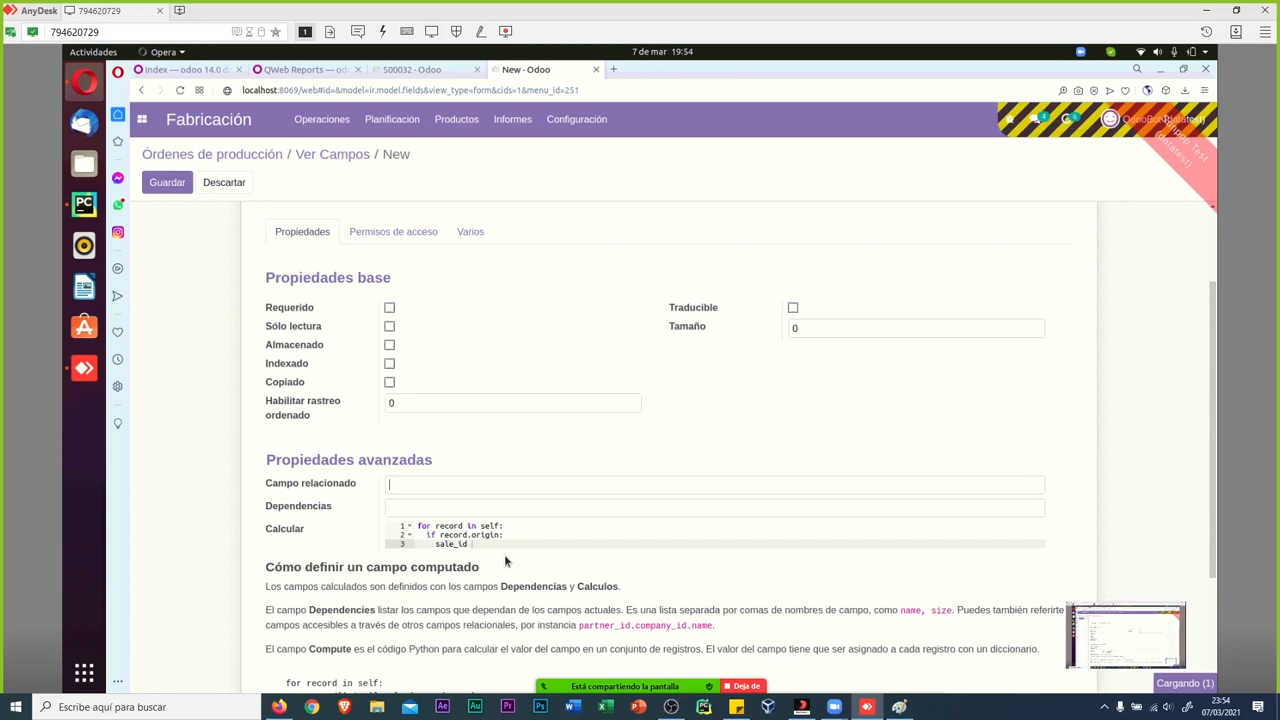 AnyDesk
794620729
794620729
1
Actividades
Opera
7 de mar 19:54
Index — odoo 14.0 d
QWeb Reports — od
S00032 - Odoo
New - Odoo
localhost:8069/web#id=&model=ir.model.fields&view_type=form&cids=1&menu_id=251
Fabricación
Operaciones
Planificación
Productos
Informes
Configuración
Órdenes de producción / Ver Campos / New
Guardar
Descartar
Propiedades
Permisos de acceso
Varios
Propiedades base
Requerido
Sólo lectura
Almacenado
Indexado
Copiado
Habilitar rastreo
ordenado
0
Traducible
Tamaño
0
Propiedades avanzadas
Campo relacionado
Dependencias
Calcular
1 for record in self:
2 if record.origin:
3 sale_id
Cómo definir un campo computado
Los campos calculados son definidos con los campos Dependencias y Calculos.
El campo Dependencies listar los campos que dependan de los campos actuales. Es una lista separada por comas de nombres de campo, como name, size. Puedes también referirte
campos accesibles a través de otros campos relacionales, por instancia partner_id.company_id.name.
El campo Compute es el código Python para calcular el valor del campo en un conjunto de registros. El valor del campo tiene que ser asignado a cada registro con un diccionario.
for record in self:
Cargando (1)
Está compartiendo la pantalla
Deja de
Escribe aquí para buscar
23:54
07/03/2021